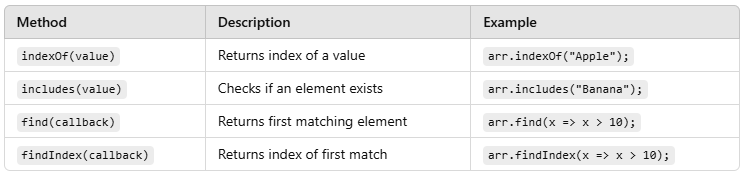 Method Description Example
indexOf(value) Returns index of a value arr.indexOf("Apple");
includes(value) Checks if an element exists arr.includes("Banana");
find(callback) Returns first matching element arr.find(x => x > 10);
findIndex(callback) Returns index of first match arr.findIndex(x => x > 10);